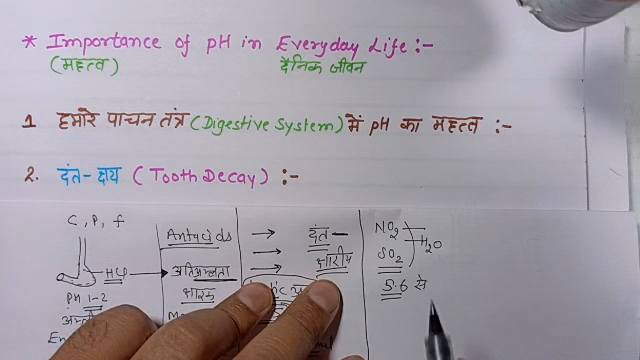 * Importance of pH in Everyday Life :-
(महत्व) दैनिक जीवन
1 हमारे पाचन तंत्र (Digestive System) में pH का महत्व :-
2. दंत-क्षय (Tooth Decay) :-
C, P, f
HCl
PH 1-2
Antacids
अतिअम्लता
दंत
क्षारीय
NO2
SO2
H2O
5.6 से